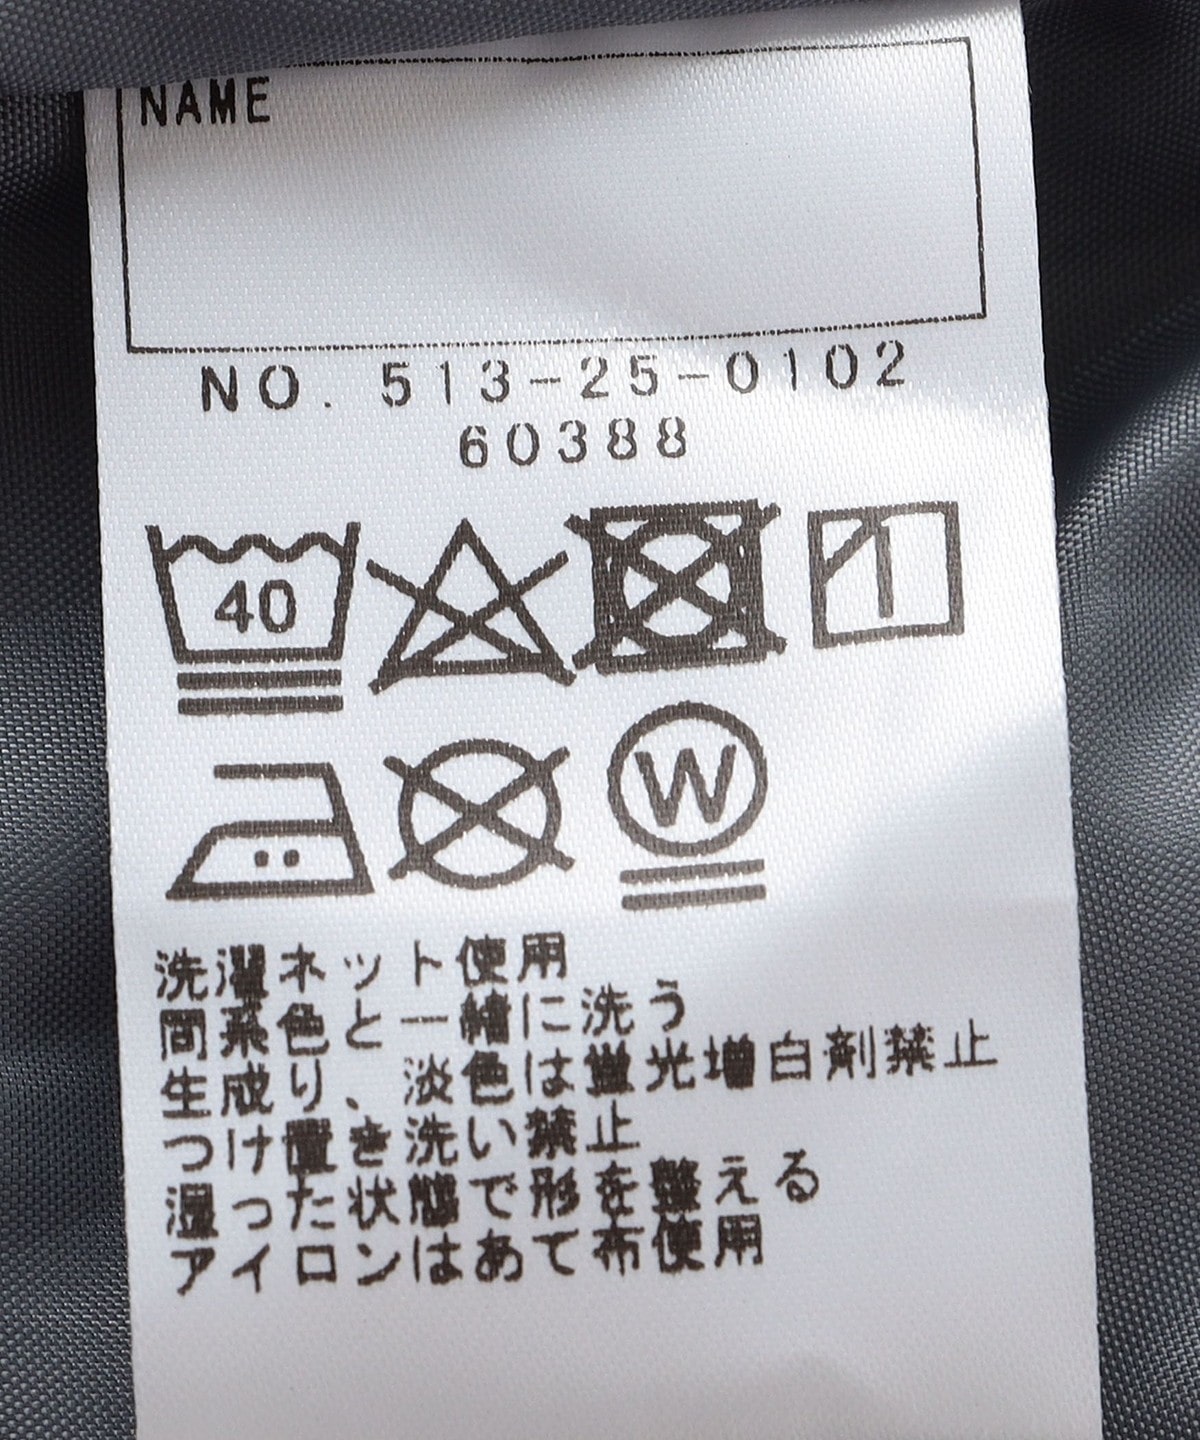 NAME
NO. 513-25-0102
60388
40
W
洗濯ネット使用
同系色と一緒に洗う
生成り、淡色は蛍光増白剤禁止
つけ置き洗い禁止
湿った状態で形を整える
アイロンはあて布使用